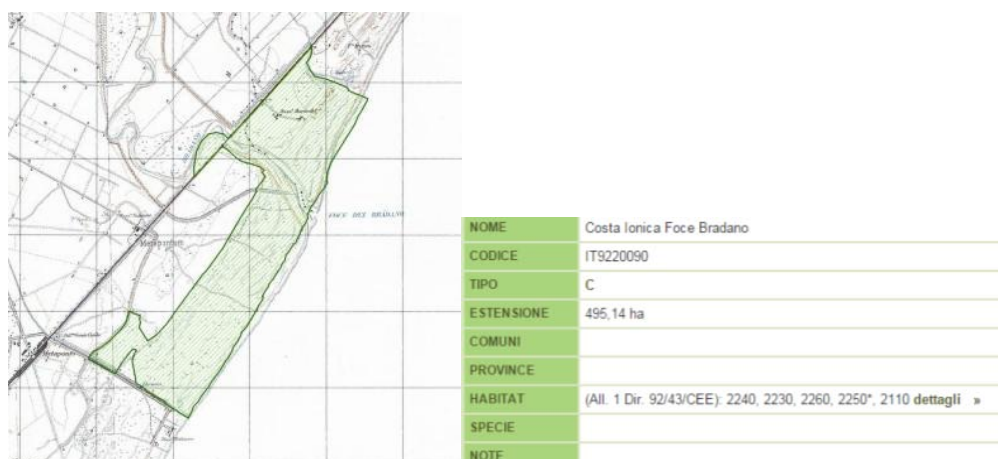 FOCE DEL BRADANO
Metaponto
NOME Costa Ionica Foce Bradano
CODICE IT9220090
TIPO C
ESTENSIONE 495,14 ha
COMUNI
PROVINCE
HABITAT (All. 1 Dir. 92/43/CEE): 2240, 2230, 2260, 2250*, 2110 dettagli »
SPECIE
NOTE